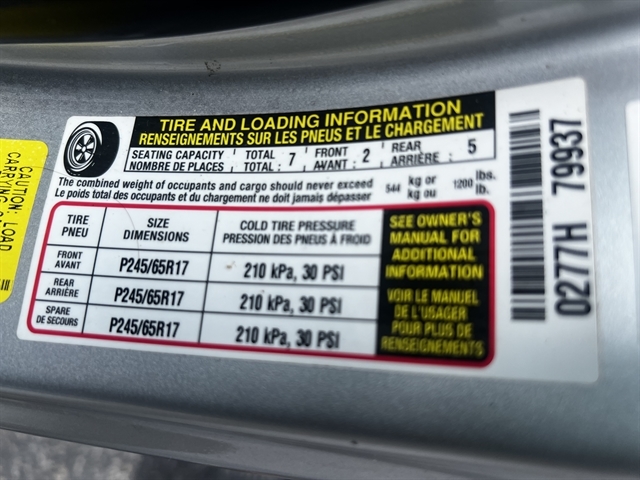 TIRE AND LOADING INFORMATION
RENSEIGNEMENTS SUR LES PNEUS ET LE CHARGEMENT
SEATING CAPACITY TOTAL 7 FRONT 2 REAR 5
NOMBRE DE PLACES TOTAL : AVANT : ARRIÈRE :
The combined weight of occupants and cargo should never exceed 544 kg or 1200 lbs.
Le poids total des occupants et du chargement ne doit jamais dépasser kg ou lb.
TIRE SIZE COLD TIRE PRESSURE
PNEU DIMENSIONS PRESSION DES PNEUS À FROID
FRONT
AVANT P245/65R17 210 kPa, 30 PSI
REAR
ARRIÈRE P245/65R17 210 kPa, 30 PSI
SPARE
DE SECOURS P245/65R17 210 kPa, 30 PSI
SEE OWNER'S
MANUAL FOR
ADDITIONAL
INFORMATION
VOIR LE MANUEL
DE L'USAGER
POUR PLUS DE
RENSEIGNEMENTS
0277H 79937
CAUTION: LOAD
CARRYING